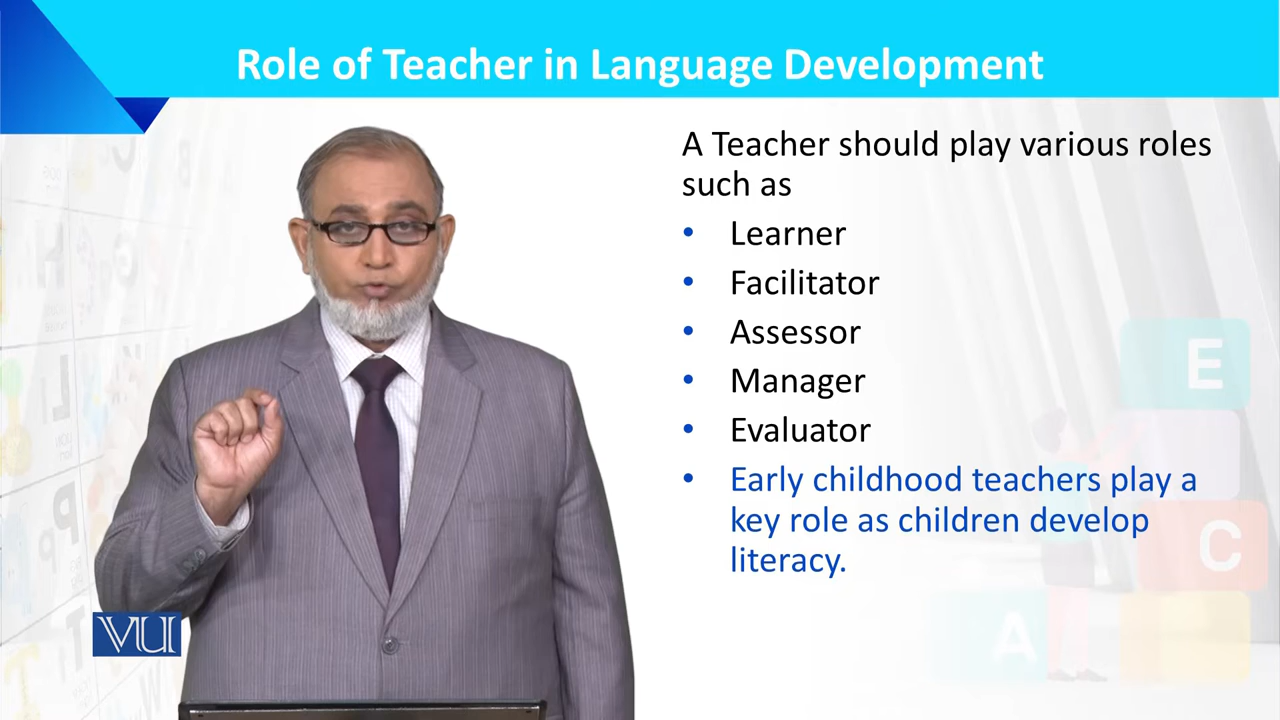 Role of Teacher in Language Development
A Teacher should play various roles
such as
• Learner
• Facilitator
• Assessor
• Manager
• Evaluator
• Early childhood teachers play a
key role as children develop
literacy.
VU
E
C
A